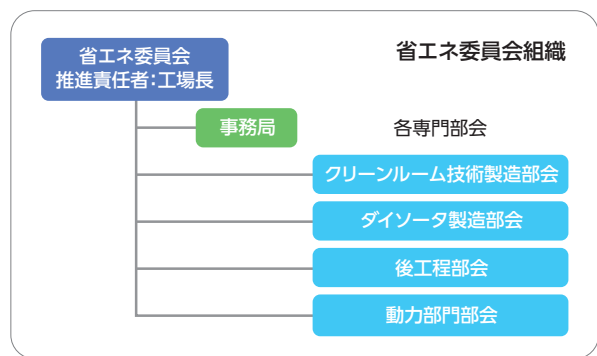 省エネ委員会組織
省エネ委員会
推進責任者:工場長
事務局
各専門部会
クリーンルーム技術製造部会
ダイソータ製造部会
後工程部会
動力部門部会